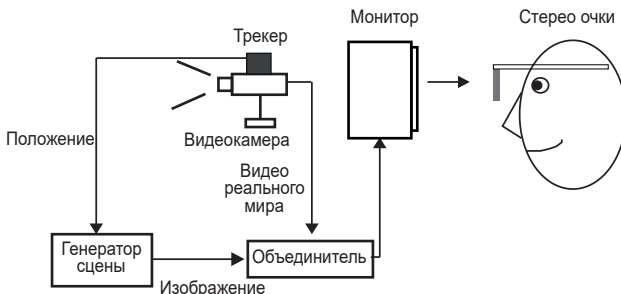 Монитор
Стерео очки
Трекер
Положение
Видеокамера
Видео
реального
мира
Генератор
сцены
Объединитель
Изображение